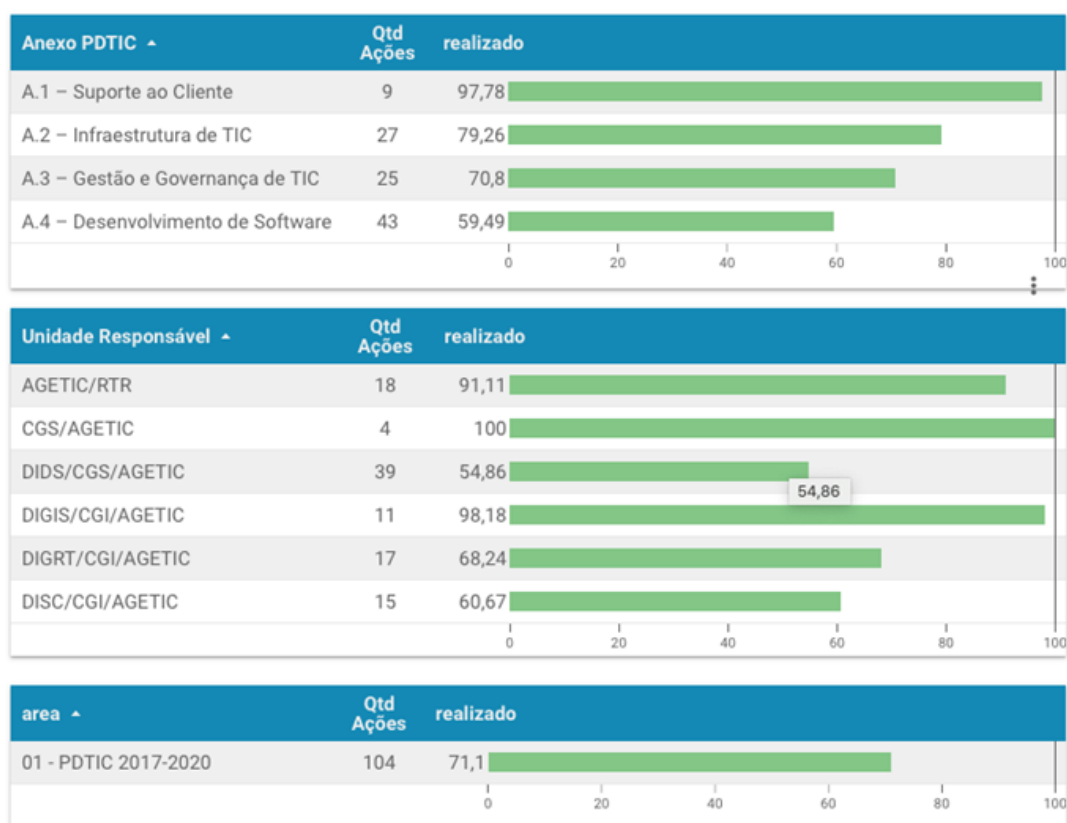 Anexo PDTIC Qtd Ações realizado
A.1 – Suporte ao Cliente 9 97,78
A.2 – Infraestrutura de TIC 27 79,26
A.3 – Gestão e Governança de TIC 25 70,8
A.4 – Desenvolvimento de Software 43 59,49
0 20 40 60 80 100
Unidade Responsável Qtd Ações realizado
AGETIC/RTR 18 91,11
CGS/AGETIC 4 100
DIDS/CGS/AGETIC 39 54,86
54,86
DIGIS/CGI/AGETIC 11 98,18
DIGRT/CGI/AGETIC 17 68,24
DISC/CGI/AGETIC 15 60,67
0 20 40 60 80 100
area Qtd Ações realizado
01 - PDTIC 2017-2020 104 71,1
0 20 40 60 80 100